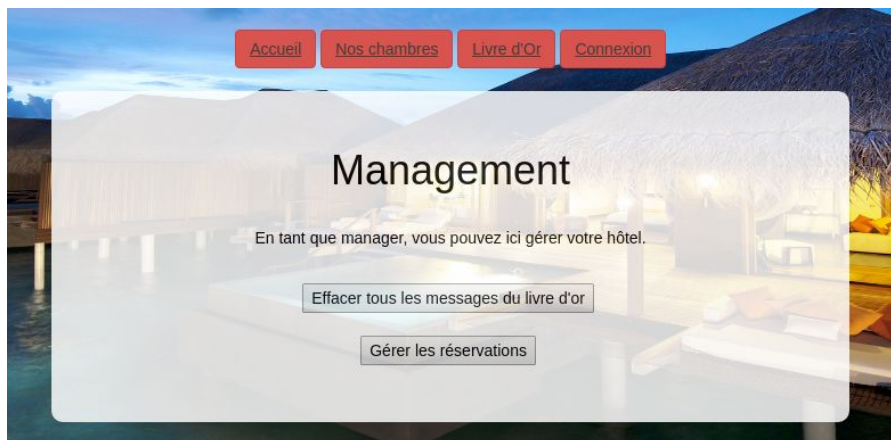 Accueil Nos chambres Livre d'Or Connexion
Management
En tant que manager, vous pouvez ici gérer votre hôtel.
Effacer tous les messages du livre d'or
Gérer les réservations